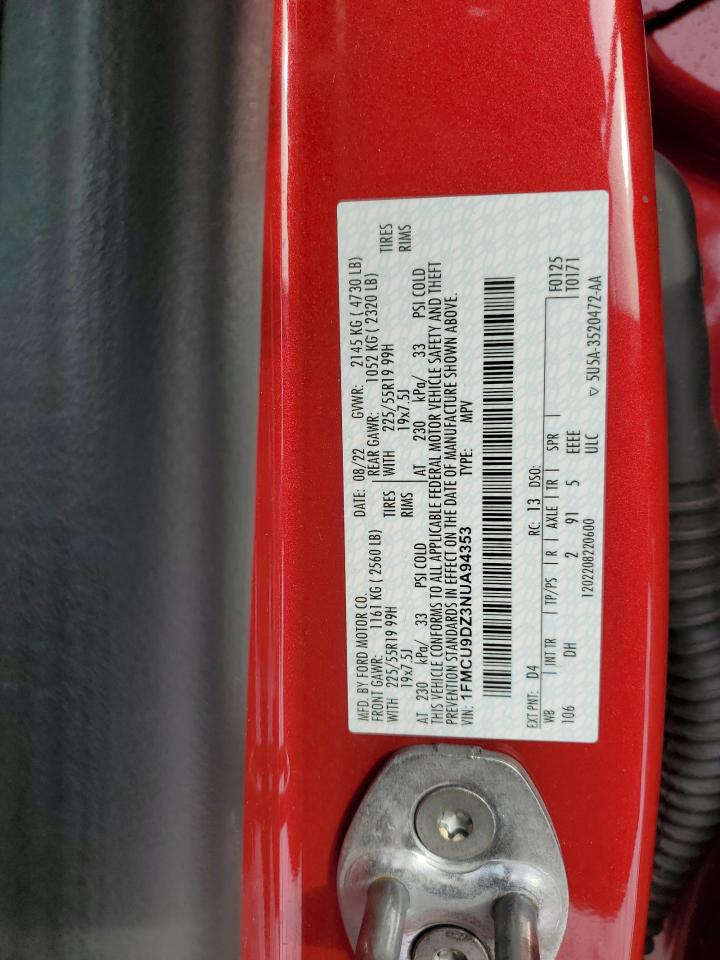 MFD. BY FORD MOTOR CO. DATE: 08/22 GVWR: 2145 KG ( 4730 LB)
FRONT GAWR: 1161 KG ( 2560 LB) REAR GAWR: 1052 KG ( 2320 LB)
WITH 225/55R19 99H TIRES WITH 225/55R19 99H TIRES
19x7.5J RIMS 19x7.5J RIMS
AT 230 kPa/ 33 PSI COLD AT 230 kPa/ 33 PSI COLD
THIS VEHICLE CONFORMS TO ALL APPLICABLE FEDERAL MOTOR VEHICLE SAFETY AND THEFT
PREVENTION STANDARDS IN EFFECT ON THE DATE OF MANUFACTURE SHOWN ABOVE.
VIN: 1FMCU9DZ3NUA94353 TYPE: MPV
EXT PNT: D4 RC: 13 DSO: F0125
WB INT TR TP/PS R AXLE TR SPR T0171
106 DH 2 91 5 EEEE
1202208220600 ULC ▽ 5U5A-3520472-AA